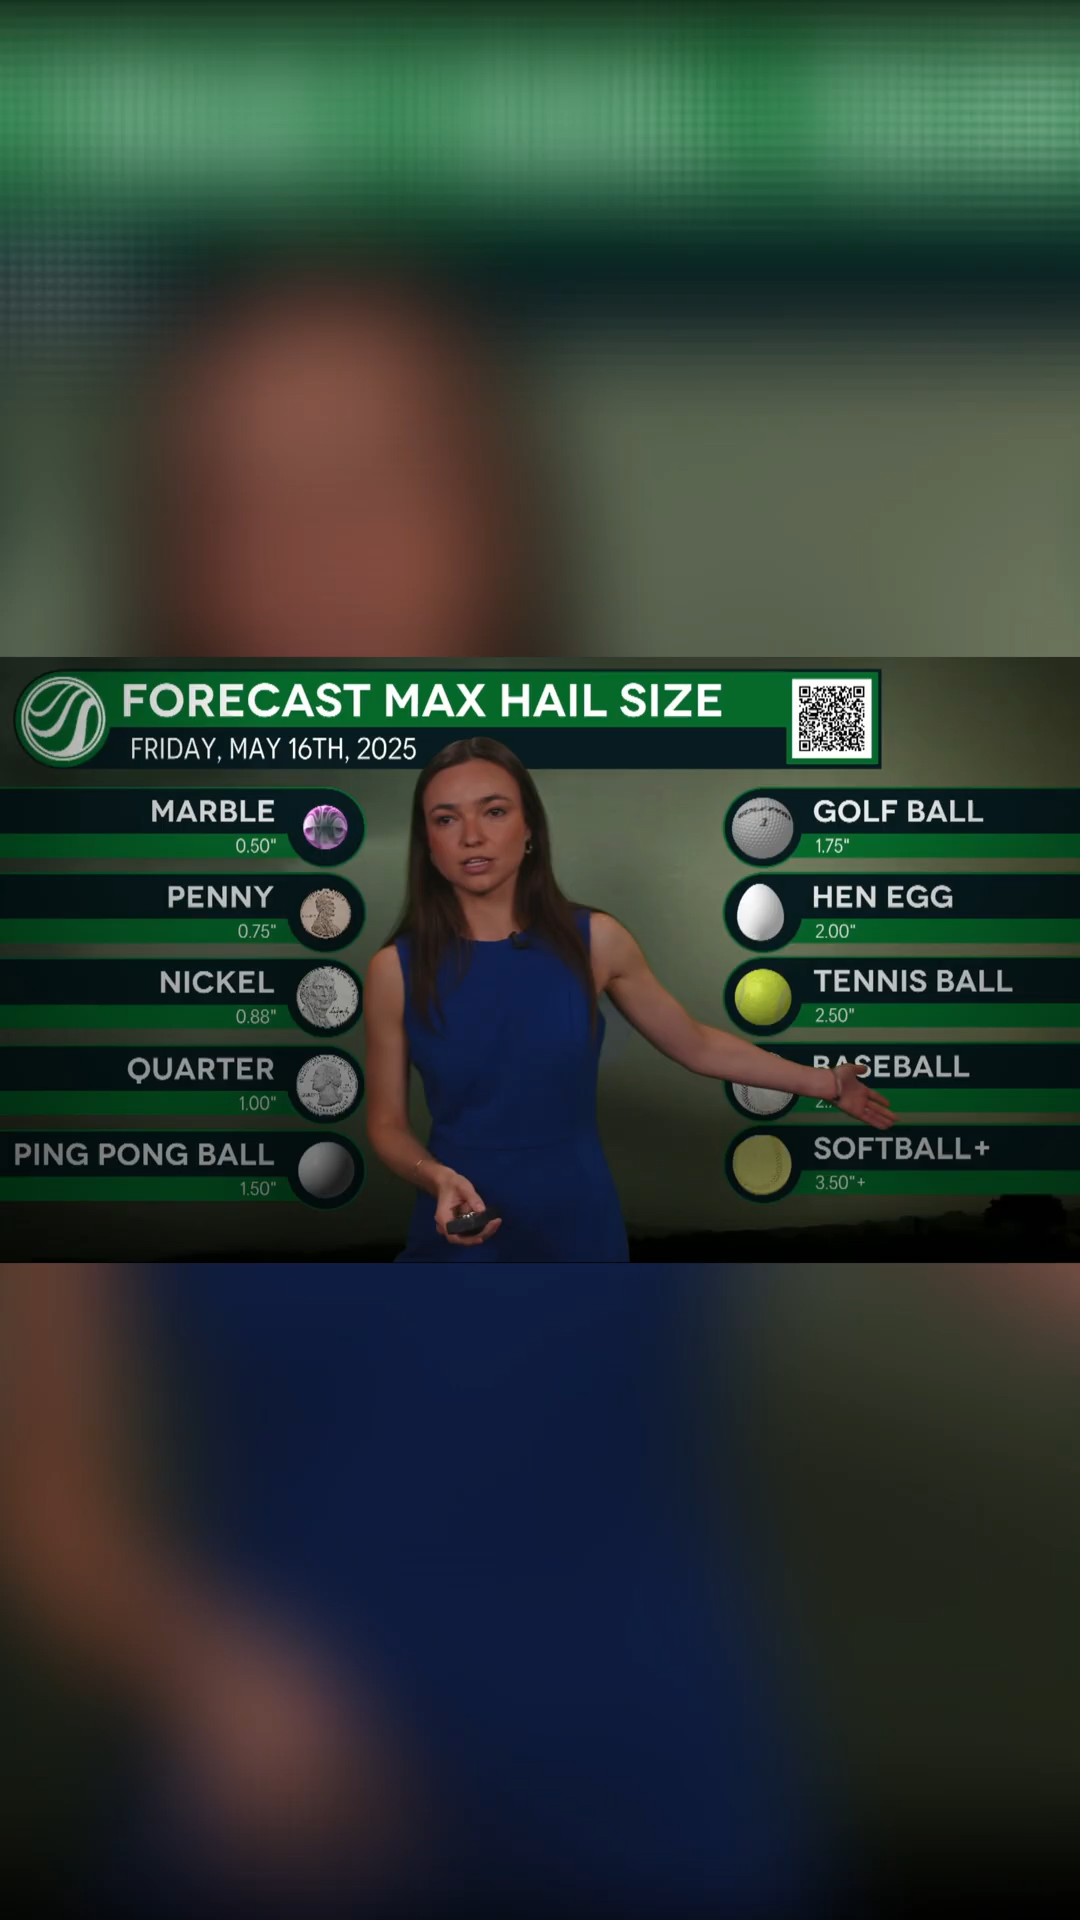 FORECAST MAX HAIL SIZE
FRIDAY, MAY 16TH, 2025
MARBLE
0.50"
PENNY
0.75"
NICKEL
0.88"
QUARTER
1.00"
PING PONG BALL
1.50"
GOLF BALL
1.75"
HEN EGG
2.00"
TENNIS BALL
2.50"
BASEBALL
SOFTBALL+
3.50"+